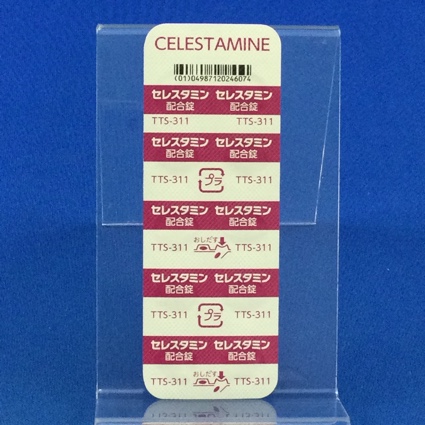 CELESTAMINE
(01)04987120246074
セレスタミン セレスタミン
配合錠 配合錠
TTS-311 TTS-311
セレスタミン セレスタミン
配合錠 配合錠
TTS-311 プラ TTS-311
セレスタミン セレスタミン
配合錠 配合錠
TTS-311 おしだす TTS-311
セレスタミン セレスタミン
配合錠 配合錠
TTS-311 プラ TTS-311
セレスタミン セレスタミン
配合錠 配合錠
TTS-311 おしだす TTS-311